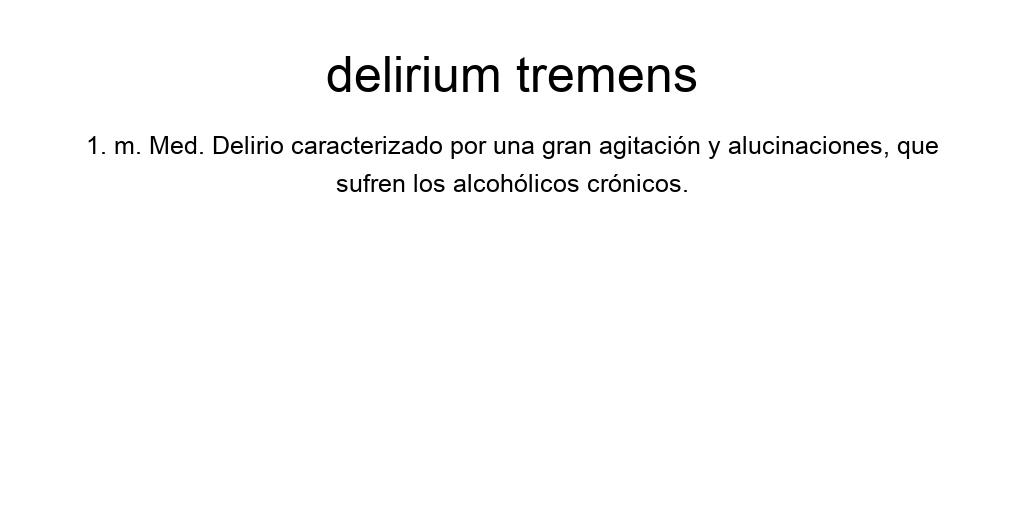 delirium tremens
1. m. Med. Delirio caracterizado por una gran agitación y alucinaciones, que
sufren los alcohólicos crónicos.